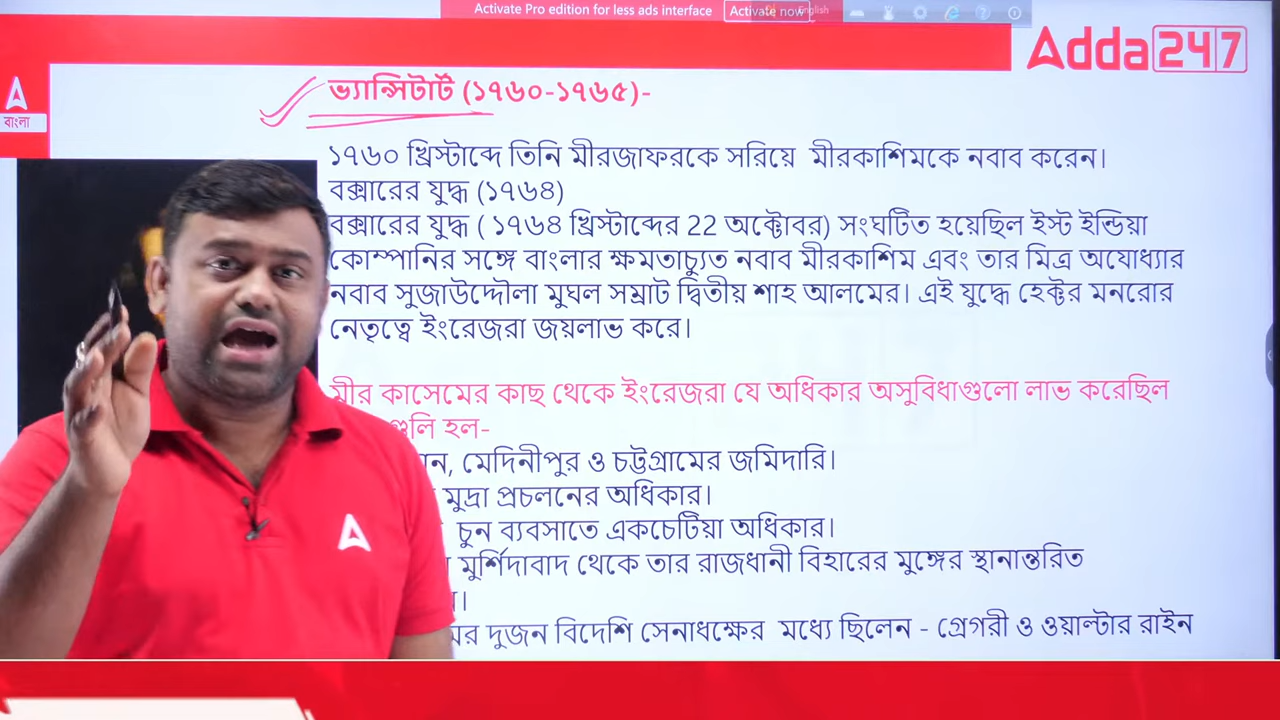 Activate Pro edition for less ads interface
Activate now
English
Adda 247
বাংলা
ভ্যান্সিটার্ট (১৭৬০-১৭৬৫)-
১৭৬০ খ্রিস্টাব্দে তিনি মীরজাফরকে সরিয়ে মীরকাশিমকে নবাব করেন।
বক্সারের যুদ্ধ (১৭৬৪)
বক্সারের যুদ্ধ ( ১৭৬৪ খ্রিস্টাব্দের 22 অক্টোবর) সংঘটিত হয়েছিল ইস্ট ইন্ডিয়া
কোম্পানির সঙ্গে বাংলার ক্ষমতাচ্যুত নবাব মীরকাশিম এবং তার মিত্র অযোধ্যার
নবাব সুজাউদ্দৌলা মুঘল সম্রাট দ্বিতীয় শাহ আলমের। এই যুদ্ধে হেক্টর মনরোর
নেতৃত্বে ইংরেজরা জয়লাভ করে।
মীর কাসেমের কাছ থেকে ইংরেজরা যে অধিকার অসুবিধাগুলো লাভ করেছিল
গুলি হল-
মেদিনীপুর ও চট্টগ্রামের জমিদারি।
মুদ্রা প্রচলনের অধিকার।
চুন ব্যবসাতে একচেটিয়া অধিকার।
মুর্শিদাবাদ থেকে তার রাজধানী বিহারের মুঙ্গের স্থানান্তরিত
দুজন বিদেশি সেনাধক্ষের মধ্যে ছিলেন - গ্রেগরী ও ওয়াল্টার রাইন